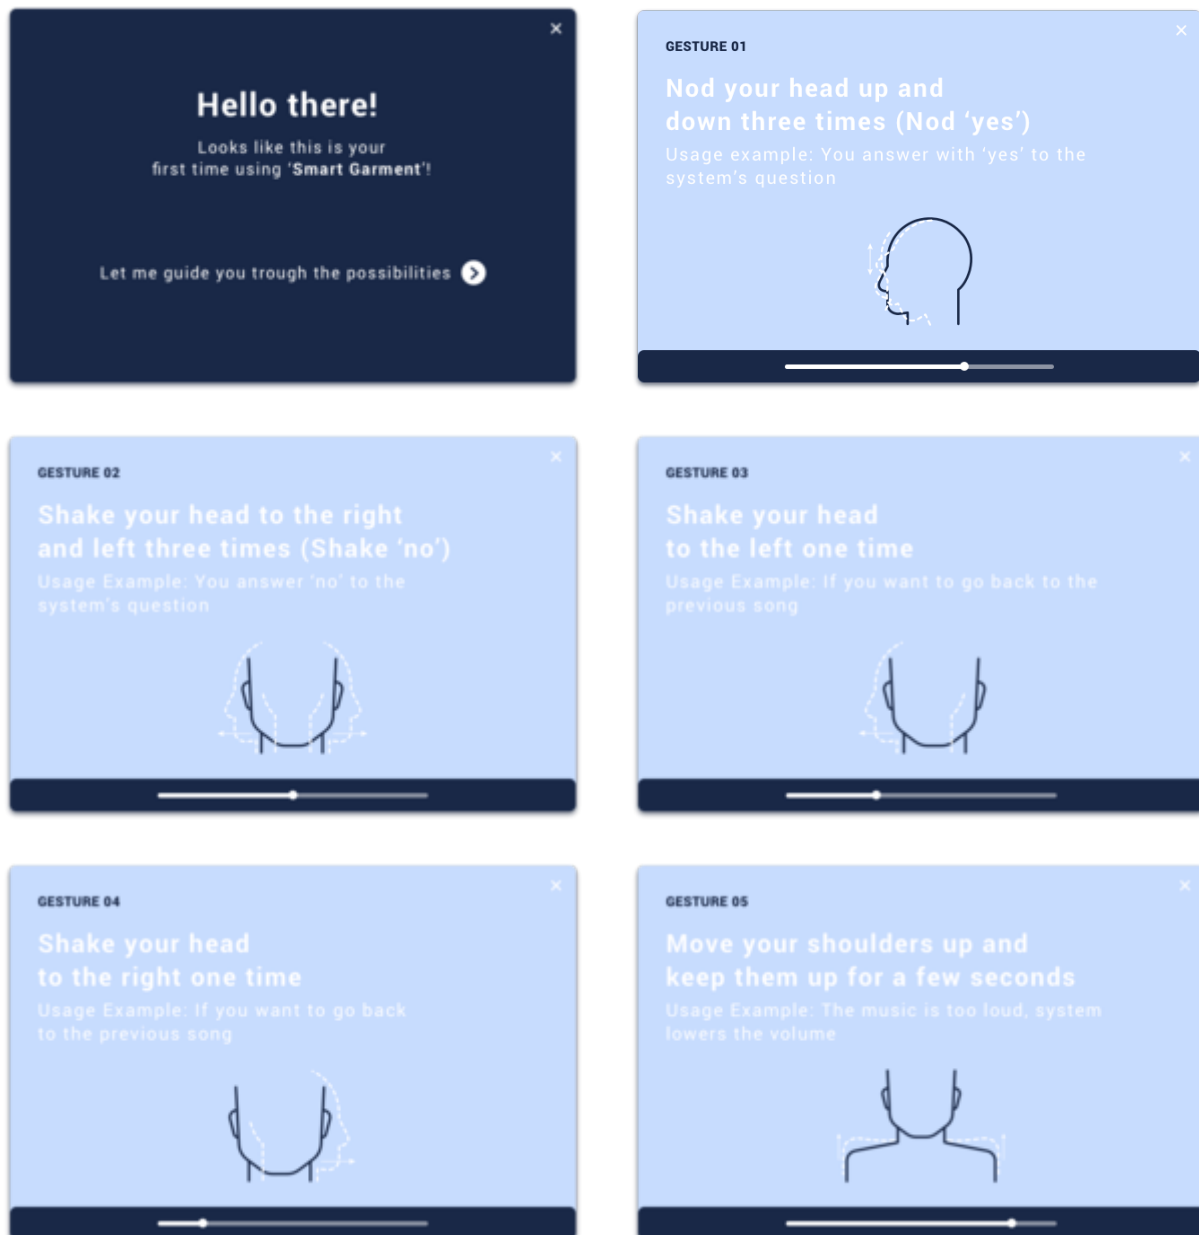 Hello there!
Looks like this is your
first time using ‘Smart Garment’!
Let me guide you trough the possibilities
GESTURE 01
Nod your head up and
down three times (Nod ‘yes’)
Usage example: You answer with ‘yes’ to the
system’s question
GESTURE 02
Shake your head to the right
and left three times (Shake ‘no’)
Usage Example: You answer ‘no’ to the
system’s question
GESTURE 03
Shake your head
to the left one time
Usage Example: If you want to go back to the
previous song
GESTURE 04
Shake your head
to the right one time
Usage Example: If you want to go back
to the previous song
GESTURE 05
Move your shoulders up and
keep them up for a few seconds
Usage Example: The music is too loud, system
lowers the volume